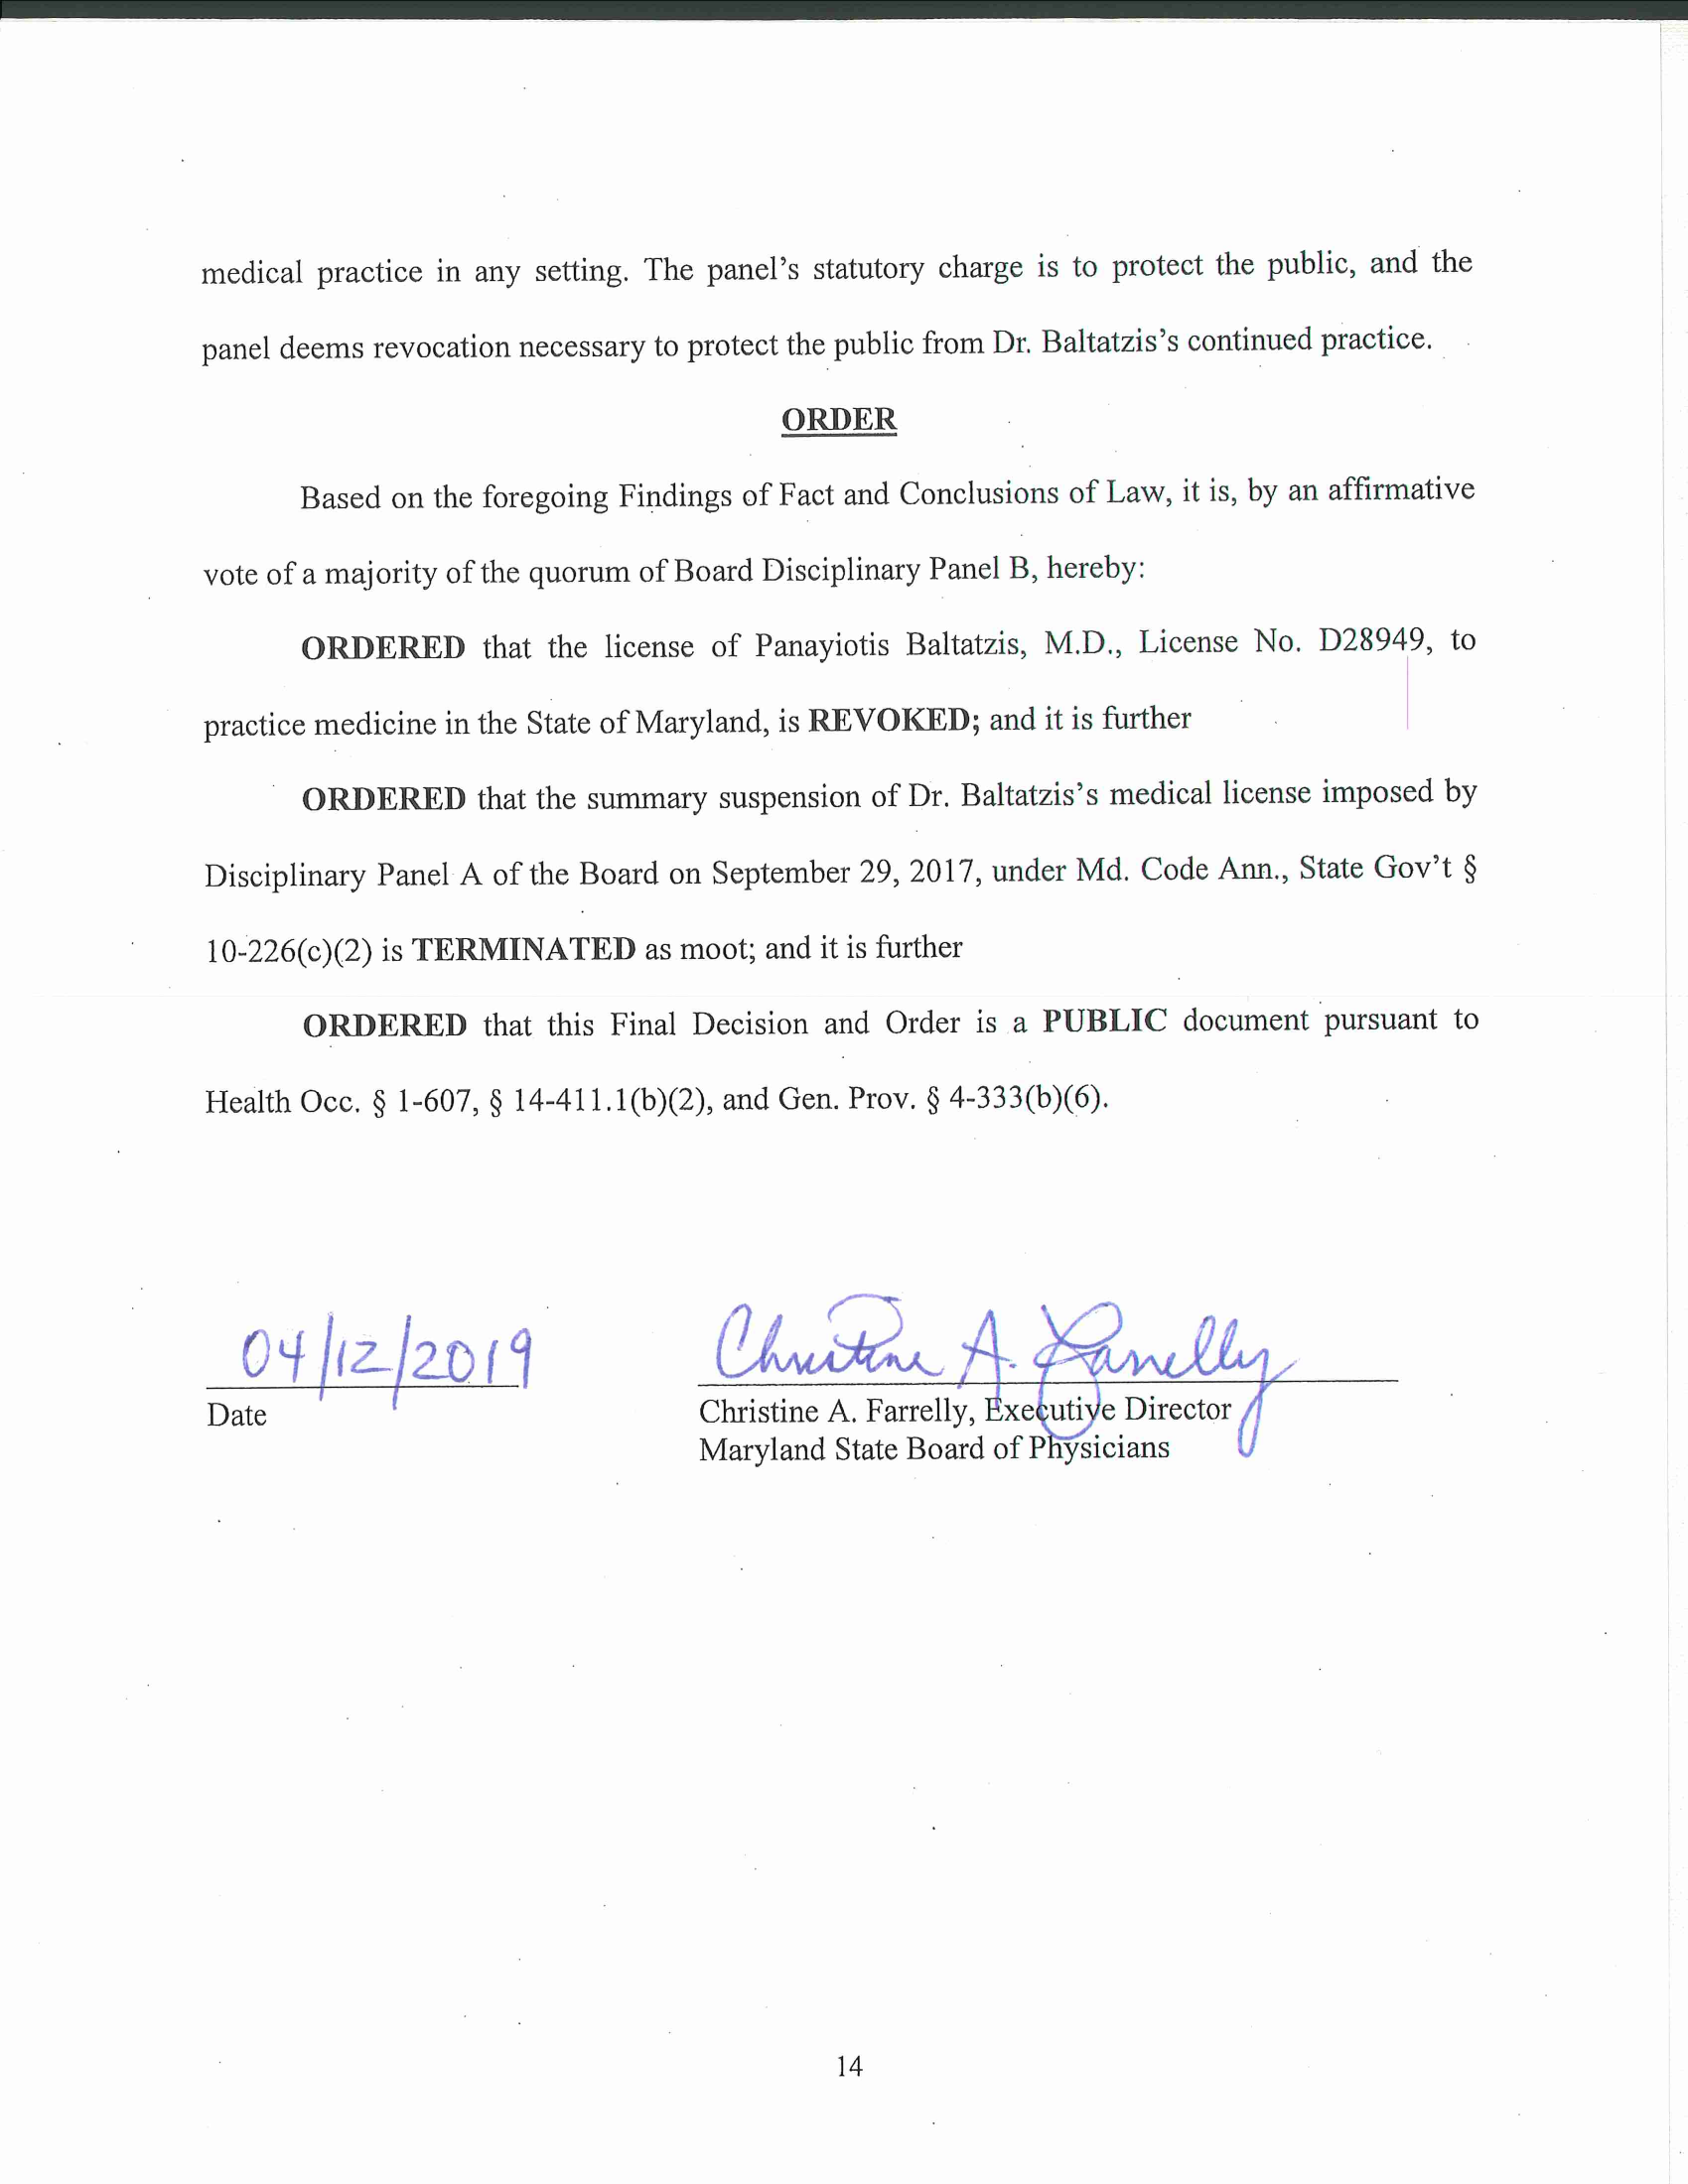 medical practice in any setting. The panel's statutory charge is to protect the public, and the
panel deems revocation necessary to protect the public from Dr. Baltatzis's continued practice.
ORDER
Based on the foregoing Findings of Fact and Conclusions of Law, it is, by an affirmative
vote of a majority of the quorum of Board Disciplinary Panel B, hereby:
ORDERED that the license of Panayiotis Baltatzis, M.D., License No. D28949, to
practice medicine in the State of Maryland, is REVOKED; and it is further
ORDERED that the summary suspension of Dr. Baltatzis's medical license imposed by
Disciplinary Panel A of the Board on September 29, 2017, under Md. Code Ann., State Gov't §
10-226(c)(2) is TERMINATED as moot; and it is further
ORDERED that this Final Decision and Order is a PUBLIC document pursuant to
Health Occ. § 1-607, § 14-411.1(b)(2), and Gen. Prov. § 4-333(b)(6).
04/12/2019
Christine A. Farrelly
Date
Christine A. Farrelly, Executive Director
Maryland State Board of Physicians
14